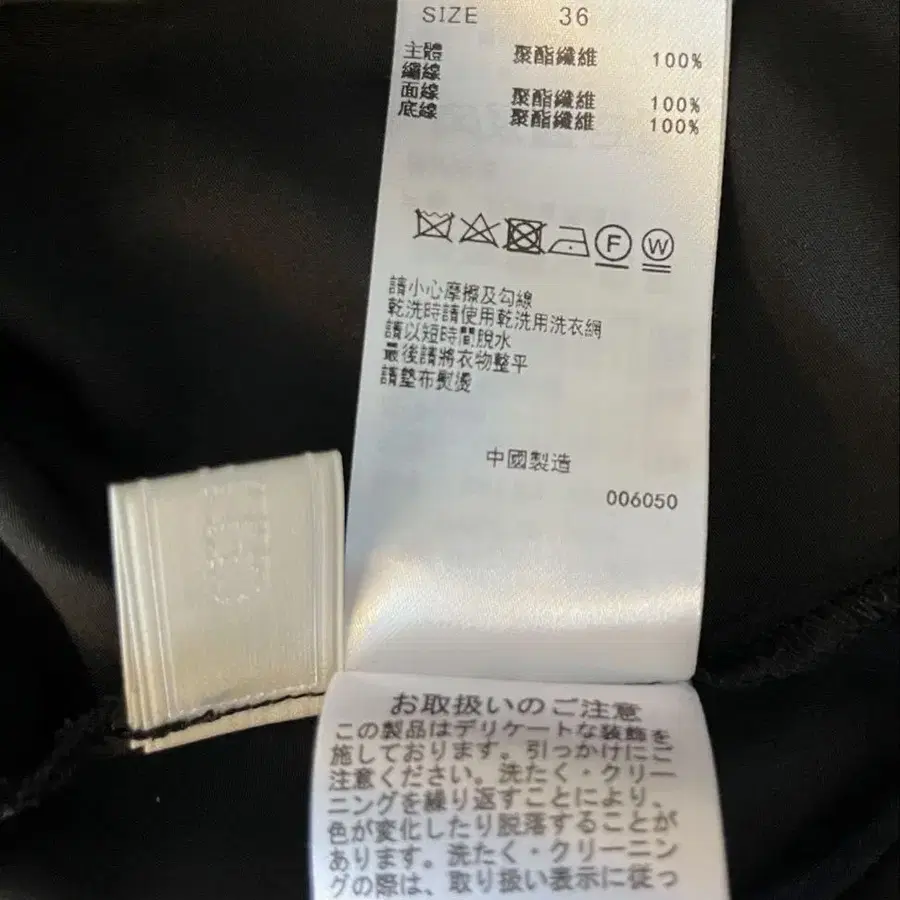 SIZE 36
主體 聚酯纖維 100%
繡線
面線 聚酯纖維 100%
底線 聚酯纖維 100%
F W
請小心摩擦及勾線
乾洗時請使用乾洗用洗衣網
請以短時間脫水
最後請將衣物整平
請墊布熨燙
中國製造
006050
お取扱いのご注意
この製品はデリケートな装飾を
施しております。引っかけにご
注意ください。洗たく・クリー
ニングを繰り返すことにより、
色が変化したり脱落することが
あります。洗たく・クリーニン
グの際は、取り扱い表示に従っ